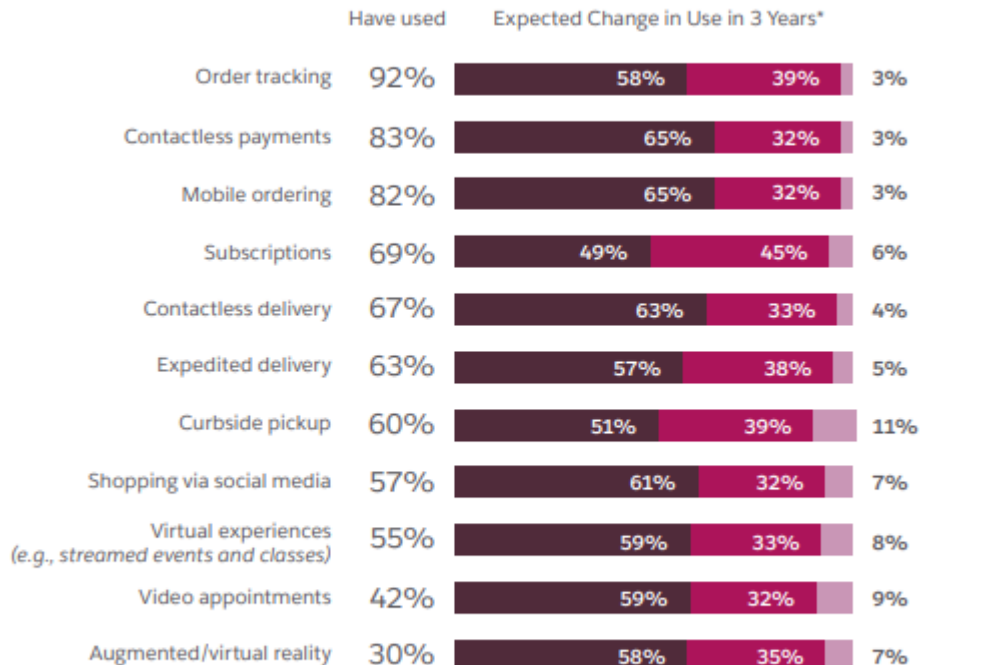 Have used Expected Change in Use in 3 Years*
Order tracking 92% 58% 39% 3%
Contactless payments 83% 65% 32% 3%
Mobile ordering 82% 65% 32% 3%
Subscriptions 69% 49% 45% 6%
Contactless delivery 67% 63% 33% 4%
Expedited delivery 63% 57% 38% 5%
Curbside pickup 60% 51% 39% 11%
Shopping via social media 57% 61% 32% 7%
Virtual experiences
(e.g., streamed events and classes) 55% 59% 33% 8%
Video appointments 42% 59% 32% 9%
Augmented/virtual reality 30% 58% 35% 7%